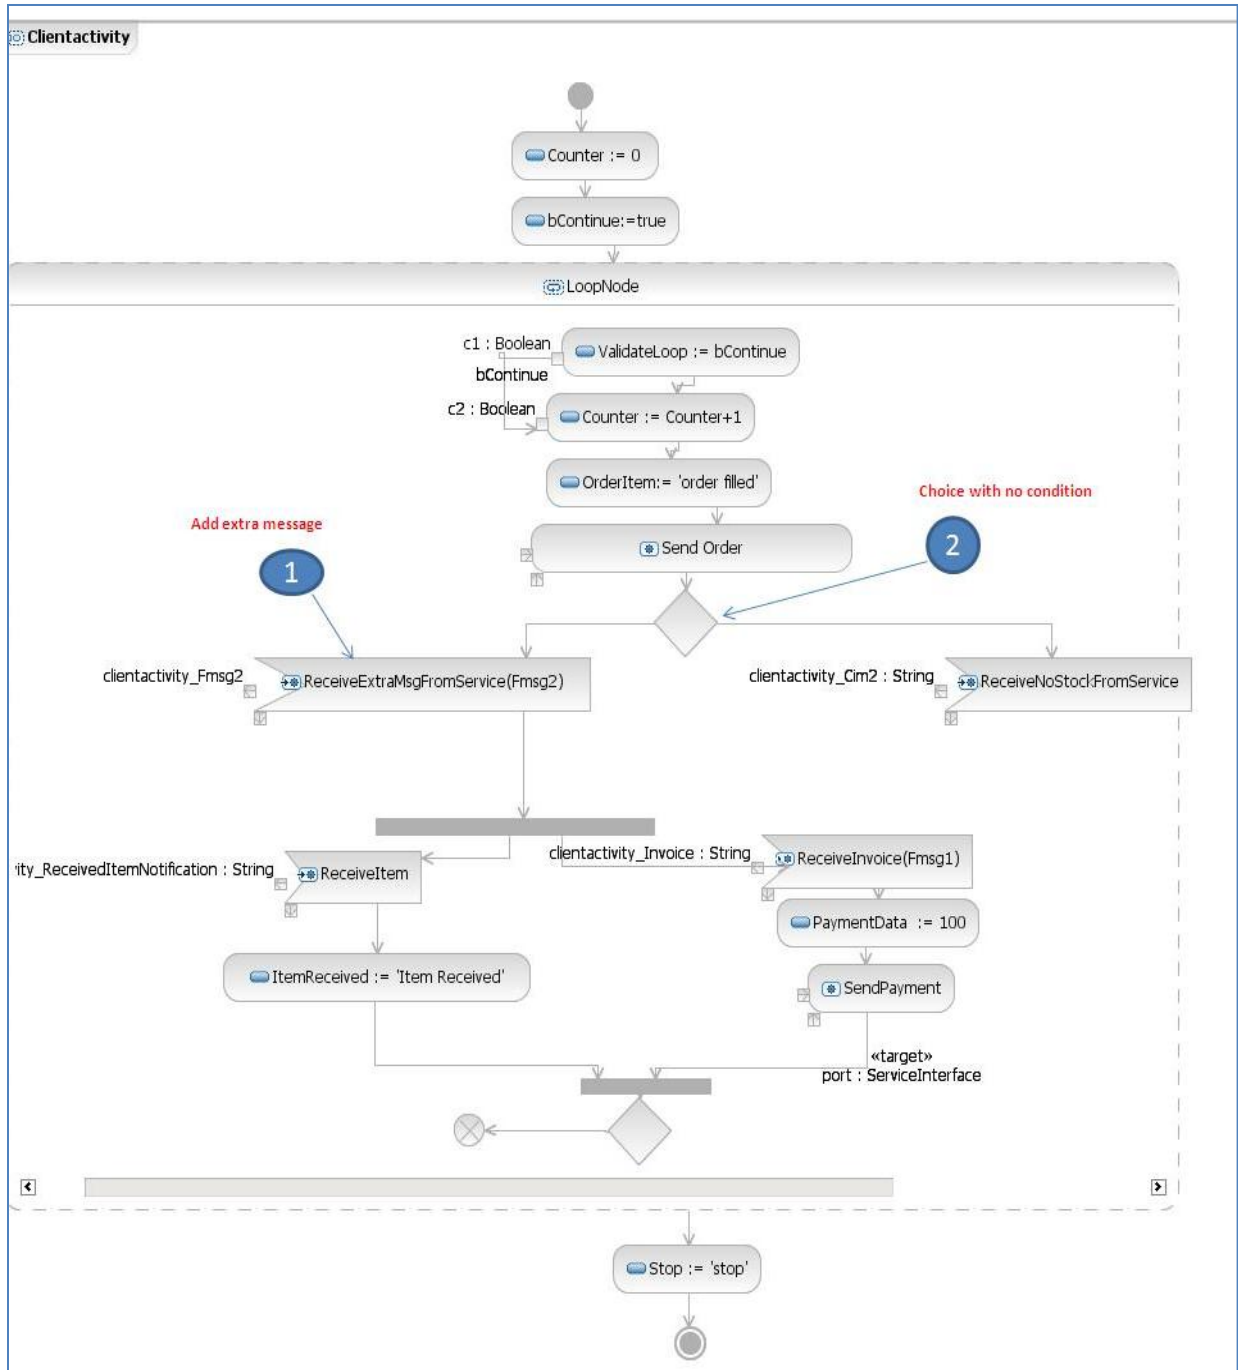 Clientactivity
Counter := 0
bContinue:=true
LoopNode
c1 : Boolean
ValidateLoop := bContinue
bContinue
c2 : Boolean
Counter := Counter+1
OrderItem:= 'order filled'
Choice with no condition
Add extra message
Send Order
2
1
clientactivity_Fmsg2
ReceiveExtraMsgFromService(Fmsg2)
clientactivity_Cim2 : String
ReceiveNoStockFromService
clientactivity_Invoice : String
ReceiveInvoice(Fmsg1)
ity_ReceivedItemNotification : String
ReceiveItem
PaymentData := 100
ItemReceived := 'Item Received'
SendPayment
«target»
port : ServiceInterface
Stop := 'stop'